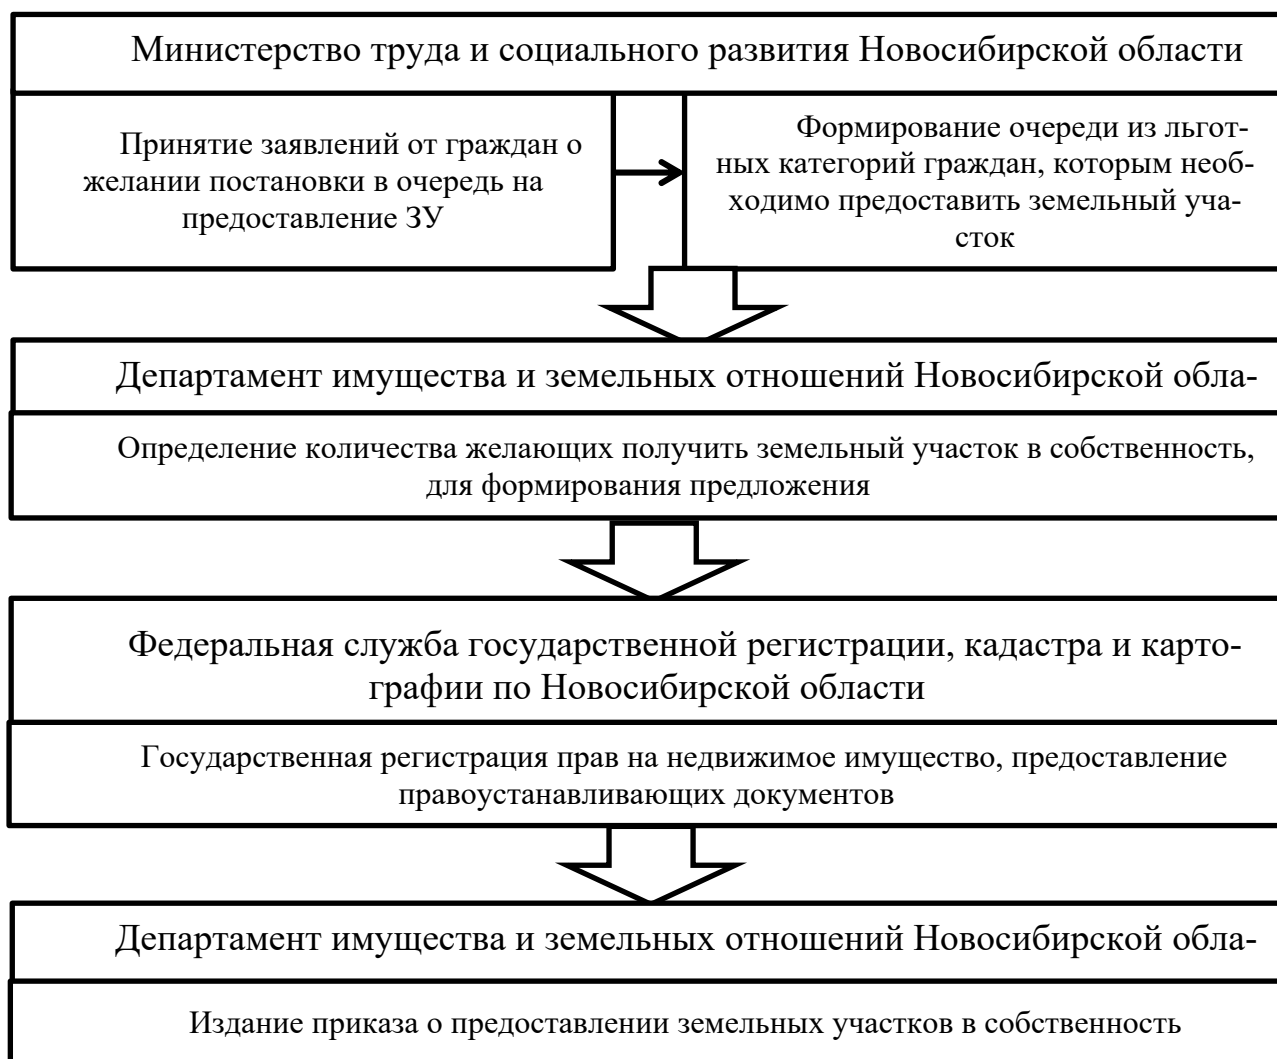 Министерство труда и социального развития Новосибирской области
Принятие заявлений от граждан о
желании постановки в очередь на
предоставление ЗУ
Формирование очереди из льгот-
ных категорий граждан, которым необ-
ходимо предоставить земельный уча-
сток
Департамент имущества и земельных отношений Новосибирской обла-
Определение количества желающих получить земельный участок в собственность,
для формирования предложения
Федеральная служба государственной регистрации, кадастра и карто-
графии по Новосибирской области
Государственная регистрация прав на недвижимое имущество, предоставление
правоустанавливающих документов
Департамент имущества и земельных отношений Новосибирской обла-
Издание приказа о предоставлении земельных участков в собственность